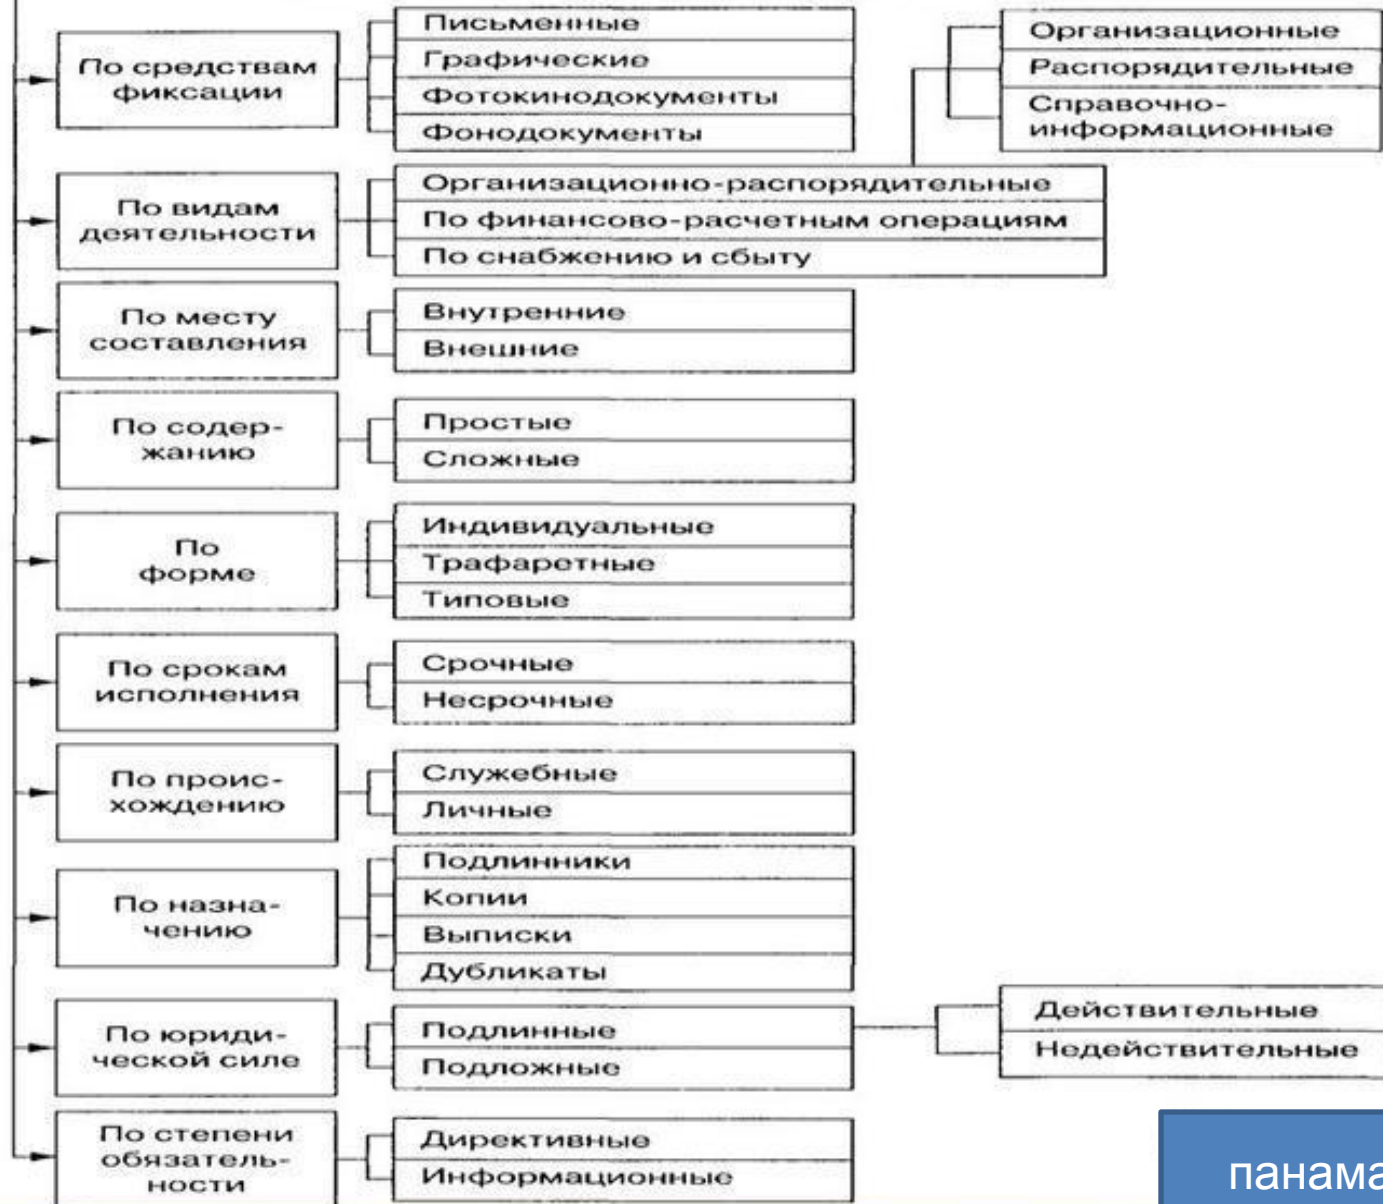 По средствам
фиксации
Письменные
Графические
Фотокинодокументы
Фонодокументы
Организационные
Распорядительные
Справочно-
информационные
По видам
деятельности
Организационно-распорядительные
По финансово-расчетным операциям
По снабжению и сбыту
По месту
составления
Внутренние
Внешние
По содер-
жанию
Простые
Сложные
По
форме
Индивидуальные
Трафаретные
Типовые
По срокам
исполнения
Срочные
Несрочные
По проис-
хождению
Служебные
Личные
По назна-
чению
Подлинники
Копии
Выписки
Дубликаты
По юриди-
ческой силе
Подлинные
Подложные
Действительные
Недействительные
По степени
обязатель-
ности
Директивные
Информационные
панама